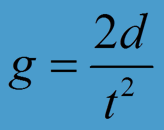 g = 2d / t²